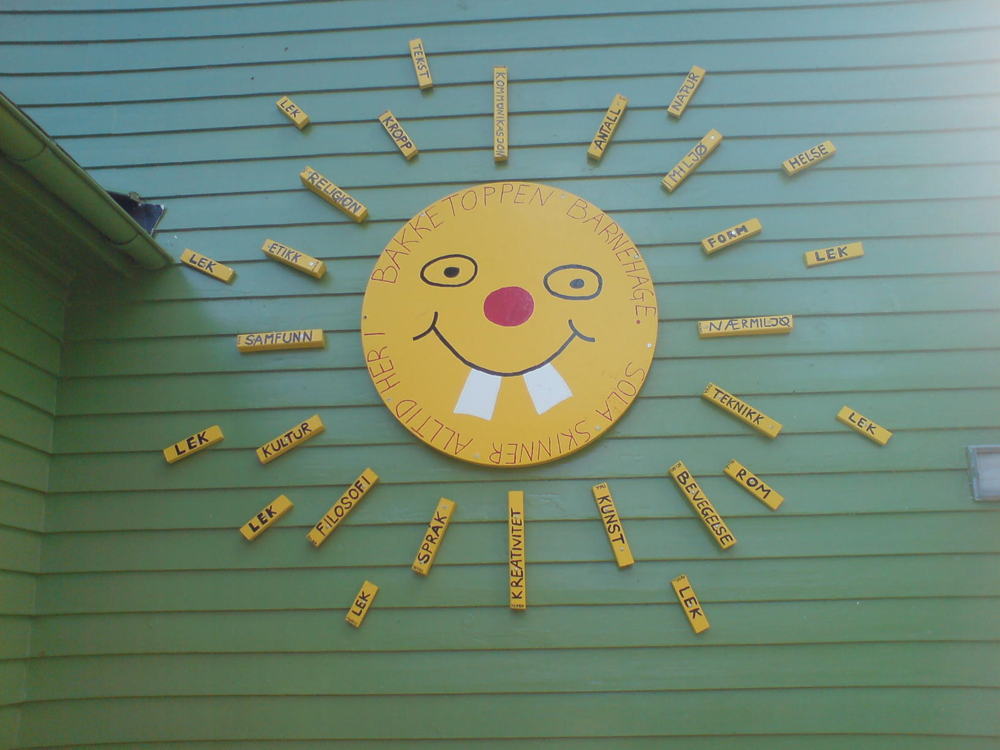 TEKST
KOMMUNIKASJON
NATUR
LEK
KROPP
ANTALL
MILJØ
HELSE
RELIGION
FORM
LEK
ETIKK
LEK
SAMFUNN
NÆRMILJØ
HER I BAKKETOPPEN BARNEHAGE.
SOLA SKINNER ALLTID
TEKNIKK
LEK
LEK
KULTUR
FILOSOFI
LEK
SPRÅK
KREATIVITET
KUNST
BEVEGELSE
ROM
LEK
LEK